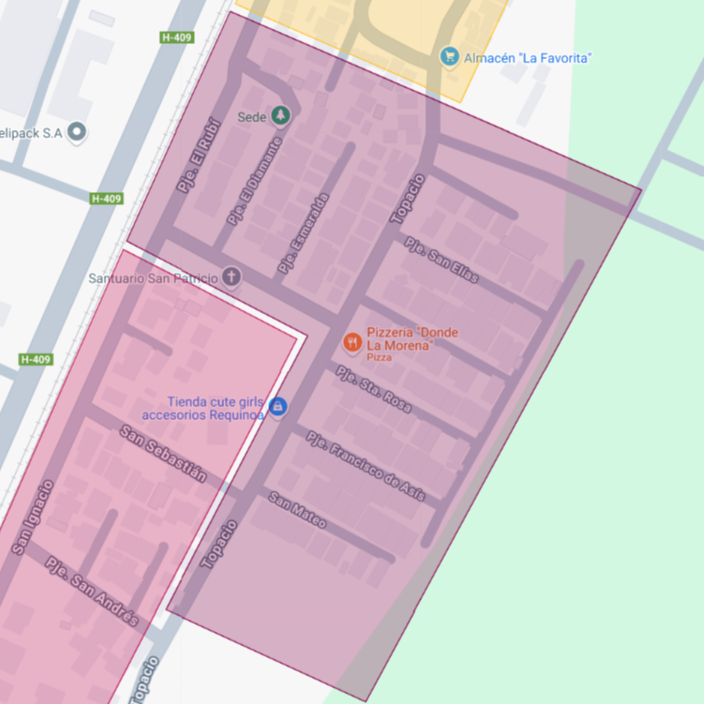 H-409
Almacén "La Favorita"
Sede
elipack S.A
Pje. El Rubí
Pje. El Diamante
H-409
Topacio
Pje. Esmeralda
Pje. San Elías
Santuario San Patricio
Pizzeria "Donde
La Morena"
Pizza
H-409
Pje. Sta. Rosa
Tienda cute girls
accesorios Requinoa
San Sebastián
Pje. Francisco de Asís
San Mateo
San Ignacio
Topacio
Pje. San Andrés
Topacio